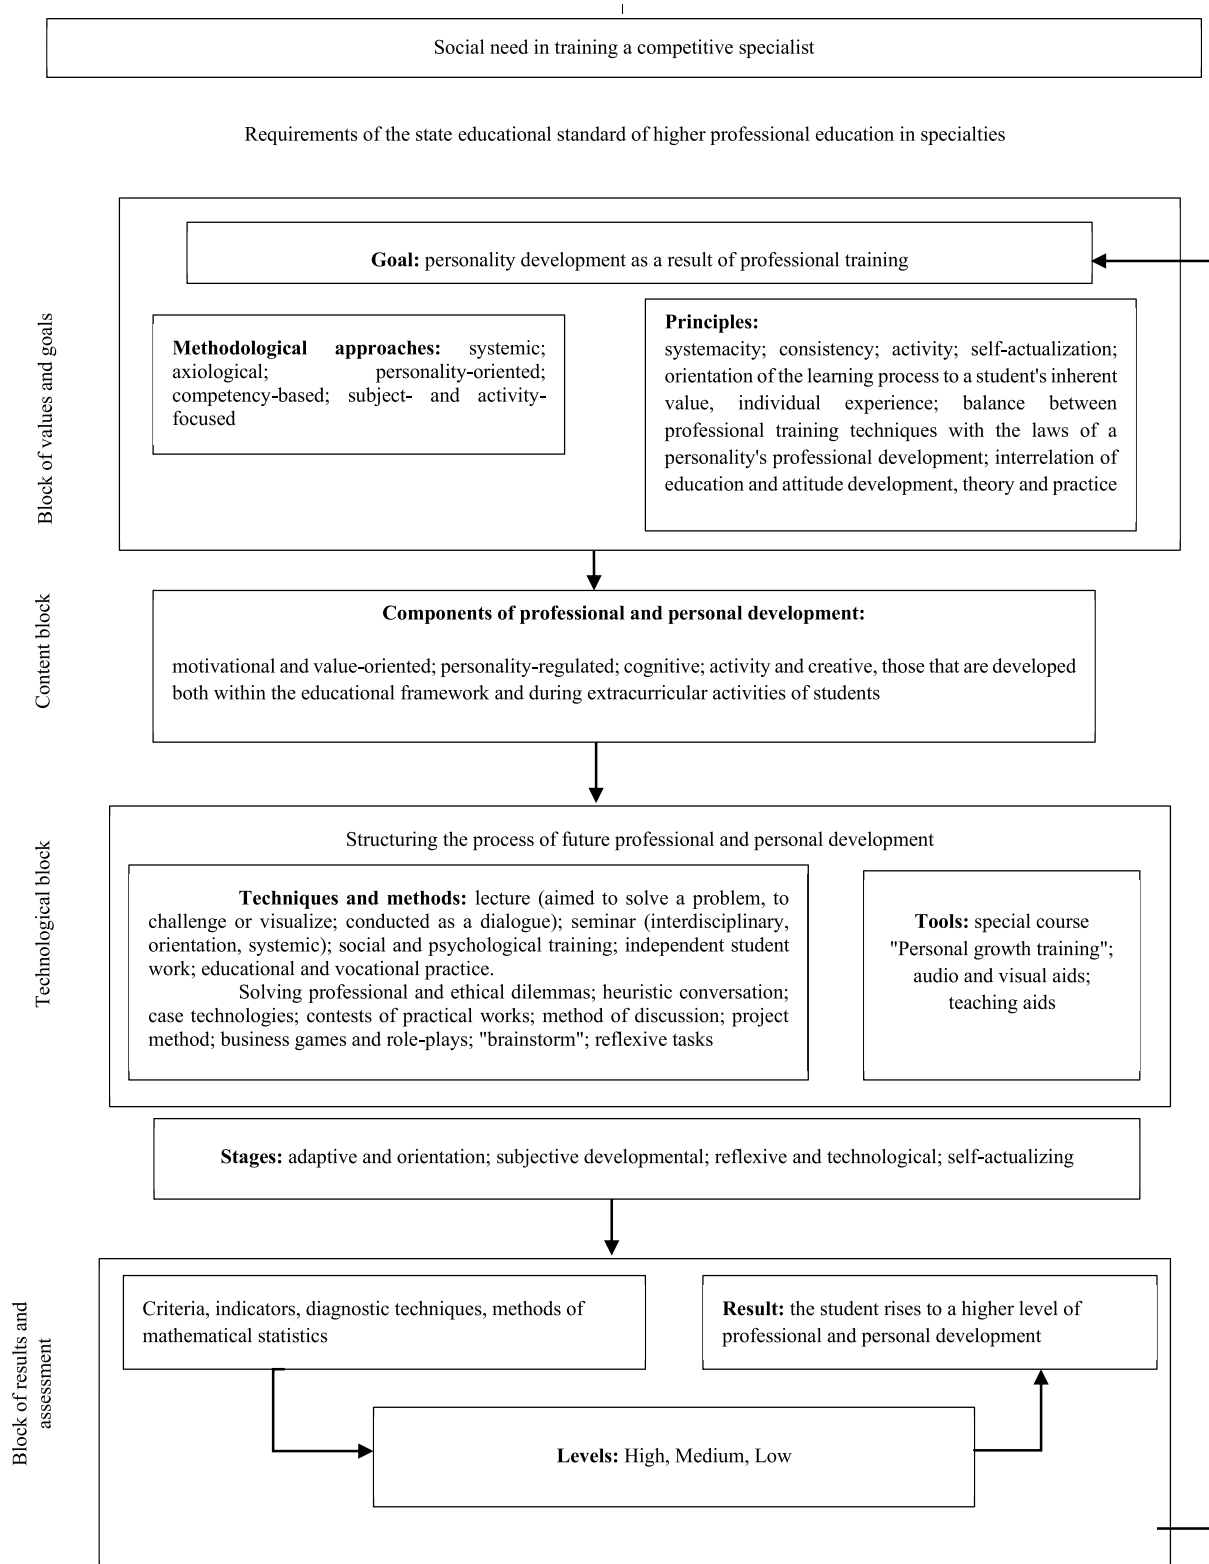 Social need in training a competitive specialist
Requirements of the state educational standard of higher professional education in specialties
Block of values and goals
Goal: personality development as a result of professional training
Methodological approaches: systemic;
axiological; personality-oriented;
competency-based; subject- and activity-
focused
Principles:
systemacity; consistency; activity; self-actualization;
orientation of the learning process to a student's inherent
value, individual experience; balance between
professional training techniques with the laws of a
personality's professional development; interrelation of
education and attitude development, theory and practice
Content block
Components of professional and personal development:
motivational and value-oriented; personality-regulated; cognitive; activity and creative, those that are developed
both within the educational framework and during extracurricular activities of students
Technological block
Structuring the process of future professional and personal development
Techniques and methods: lecture (aimed to solve a problem, to
challenge or visualize; conducted as a dialogue); seminar (interdisciplinary,
orientation, systemic); social and psychological training; independent student
work; educational and vocational practice.
Solving professional and ethical dilemmas; heuristic conversation;
case technologies; contests of practical works; method of discussion; project
method; business games and role-plays; "brainstorm"; reflexive tasks
Tools: special course
"Personal growth training";
audio and visual aids;
teaching aids
Stages: adaptive and orientation; subjective developmental; reflexive and technological; self-actualizing
Block of results and
assessment
Criteria, indicators, diagnostic techniques, methods of
mathematical statistics
Result: the student rises to a higher level of
professional and personal development
Levels: High, Medium, Low